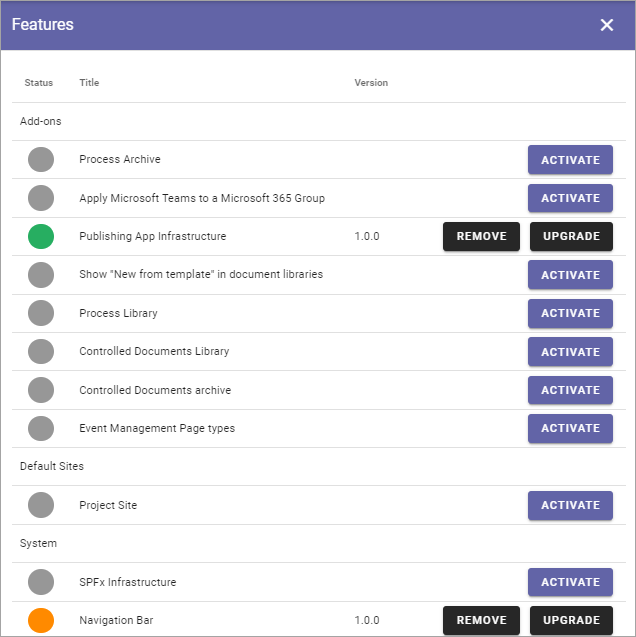 Features
Status Title Version
Add-ons
Process Archive ACTIVATE
Apply Microsoft Teams to a Microsoft 365 Group ACTIVATE
Publishing App Infrastructure 1.0.0 REMOVE UPGRADE
Show "New from template" in document libraries ACTIVATE
Process Library ACTIVATE
Controlled Documents Library ACTIVATE
Controlled Documents archive ACTIVATE
Event Management Page types ACTIVATE
Default Sites
Project Site ACTIVATE
System
SPFx Infrastructure ACTIVATE
Navigation Bar 1.0.0 REMOVE UPGRADE